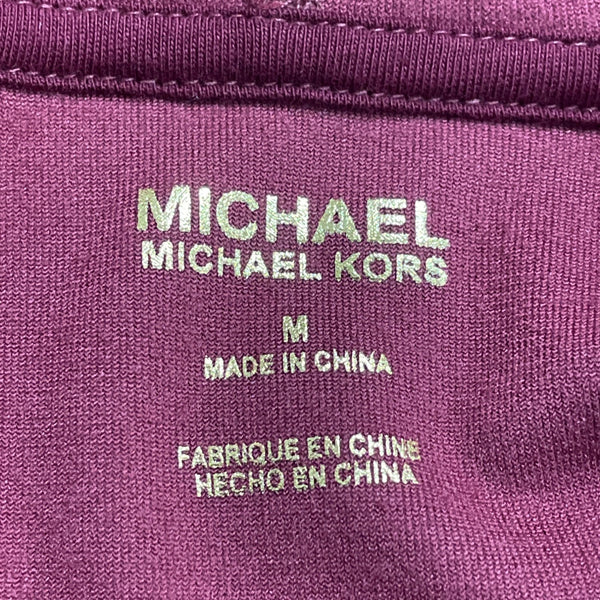 MICHAEL
MICHAEL KORS
M
MADE IN CHINA
FABRIQUE EN CHINE
HECHO EN CHINA